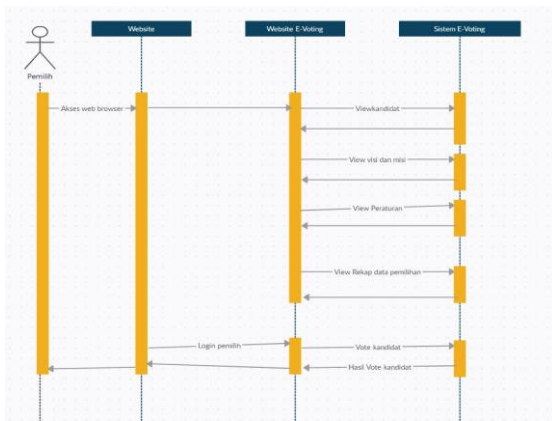 Website
Website E-Voting
Sistem E-Voting
Pemilih
Akses web browser
Viewkandidat
View visi dan misi
View Peraturan
View Rekap data pemilihan
Login pemilih
Vote kandidat
Hasil Vote kandidat